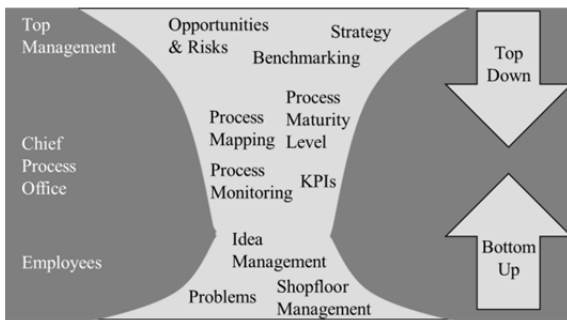 Top
Management
Opportunities
& Risks
Strategy
Benchmarking
Top
Down
Chief
Process
Office
Process
Mapping
Process
Maturity
Level
Process
Monitoring
KPIs
Employees
Idea
Management
Problems
Shopfloor
Management
Bottom
Up